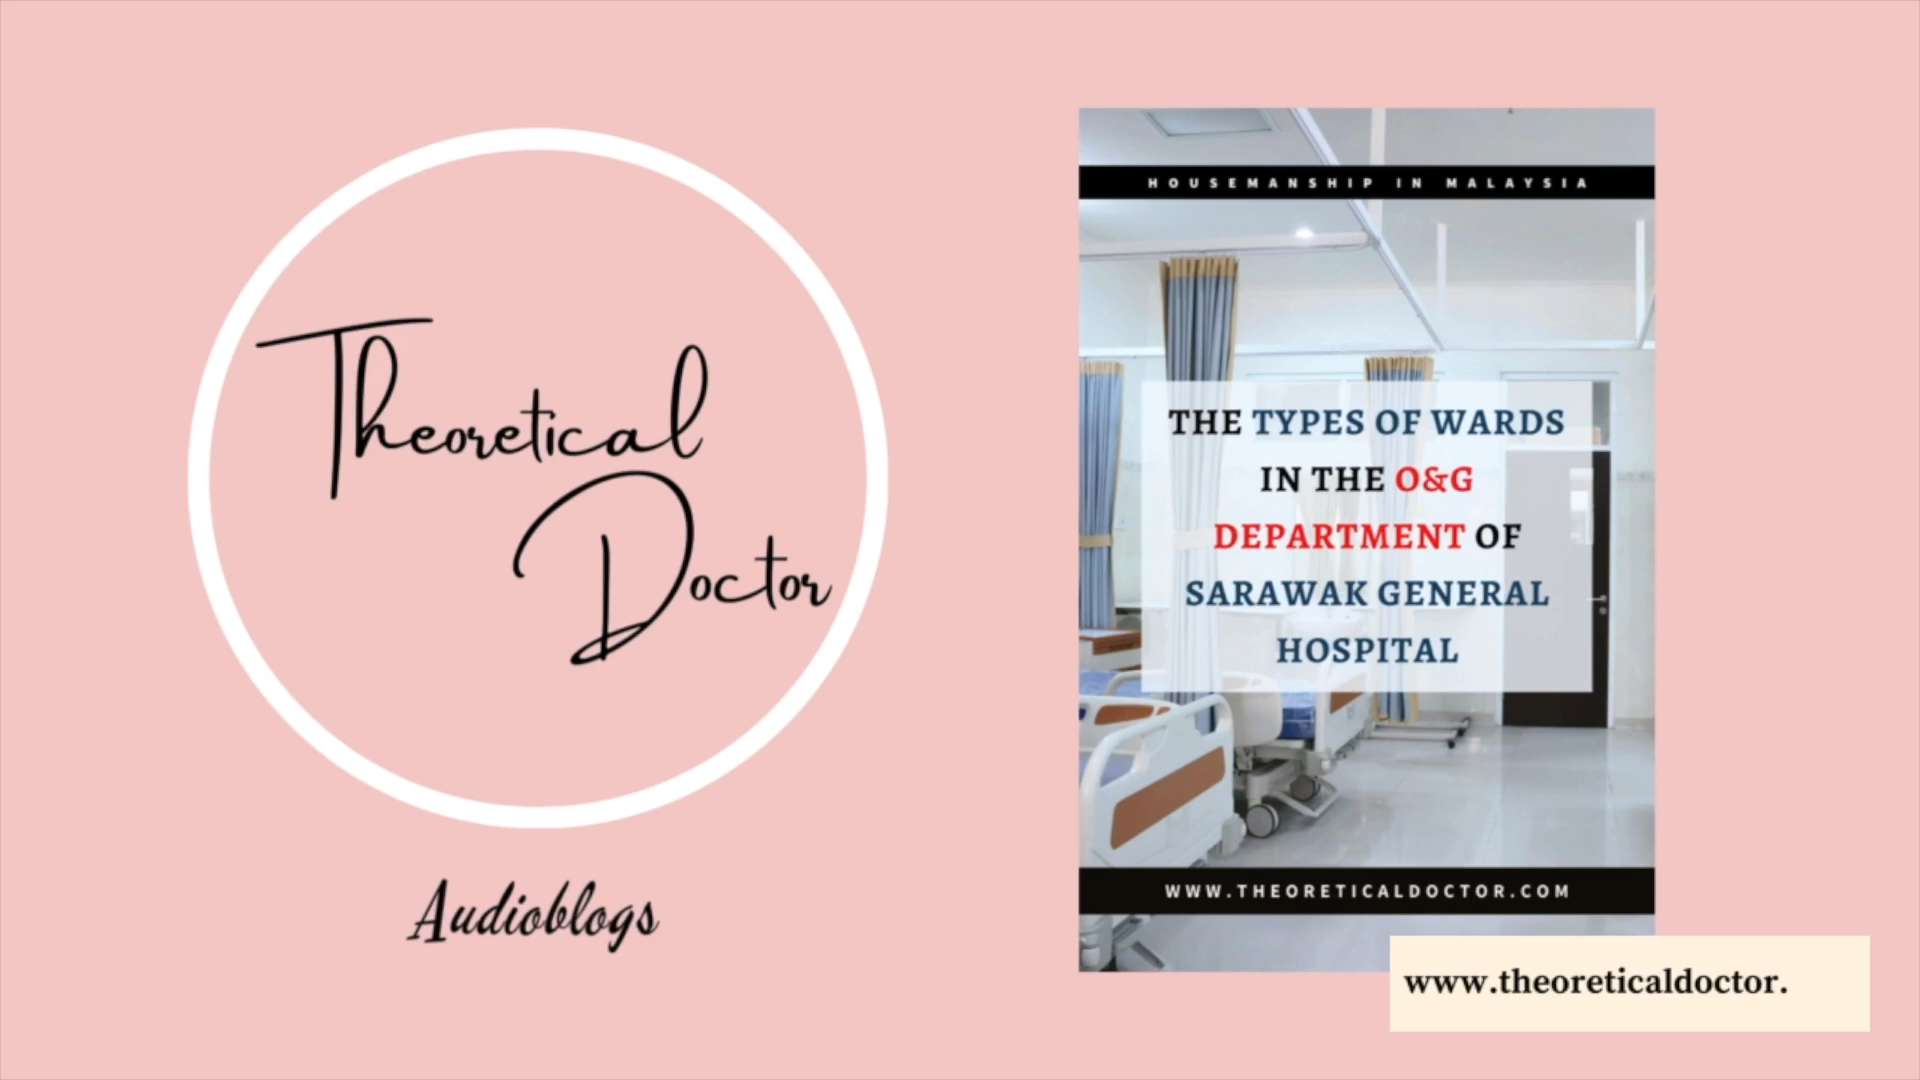 Theoretical
Doctor
Audioblogs
HOUSEMANSHIP IN MALAYSIA
THE TYPES OF WARDS
IN THE O&G
DEPARTMENT OF
SARAWAK GENERAL
HOSPITAL
WWW.THEORETICALDOCTOR.COM
www.theoreticaldoctor.